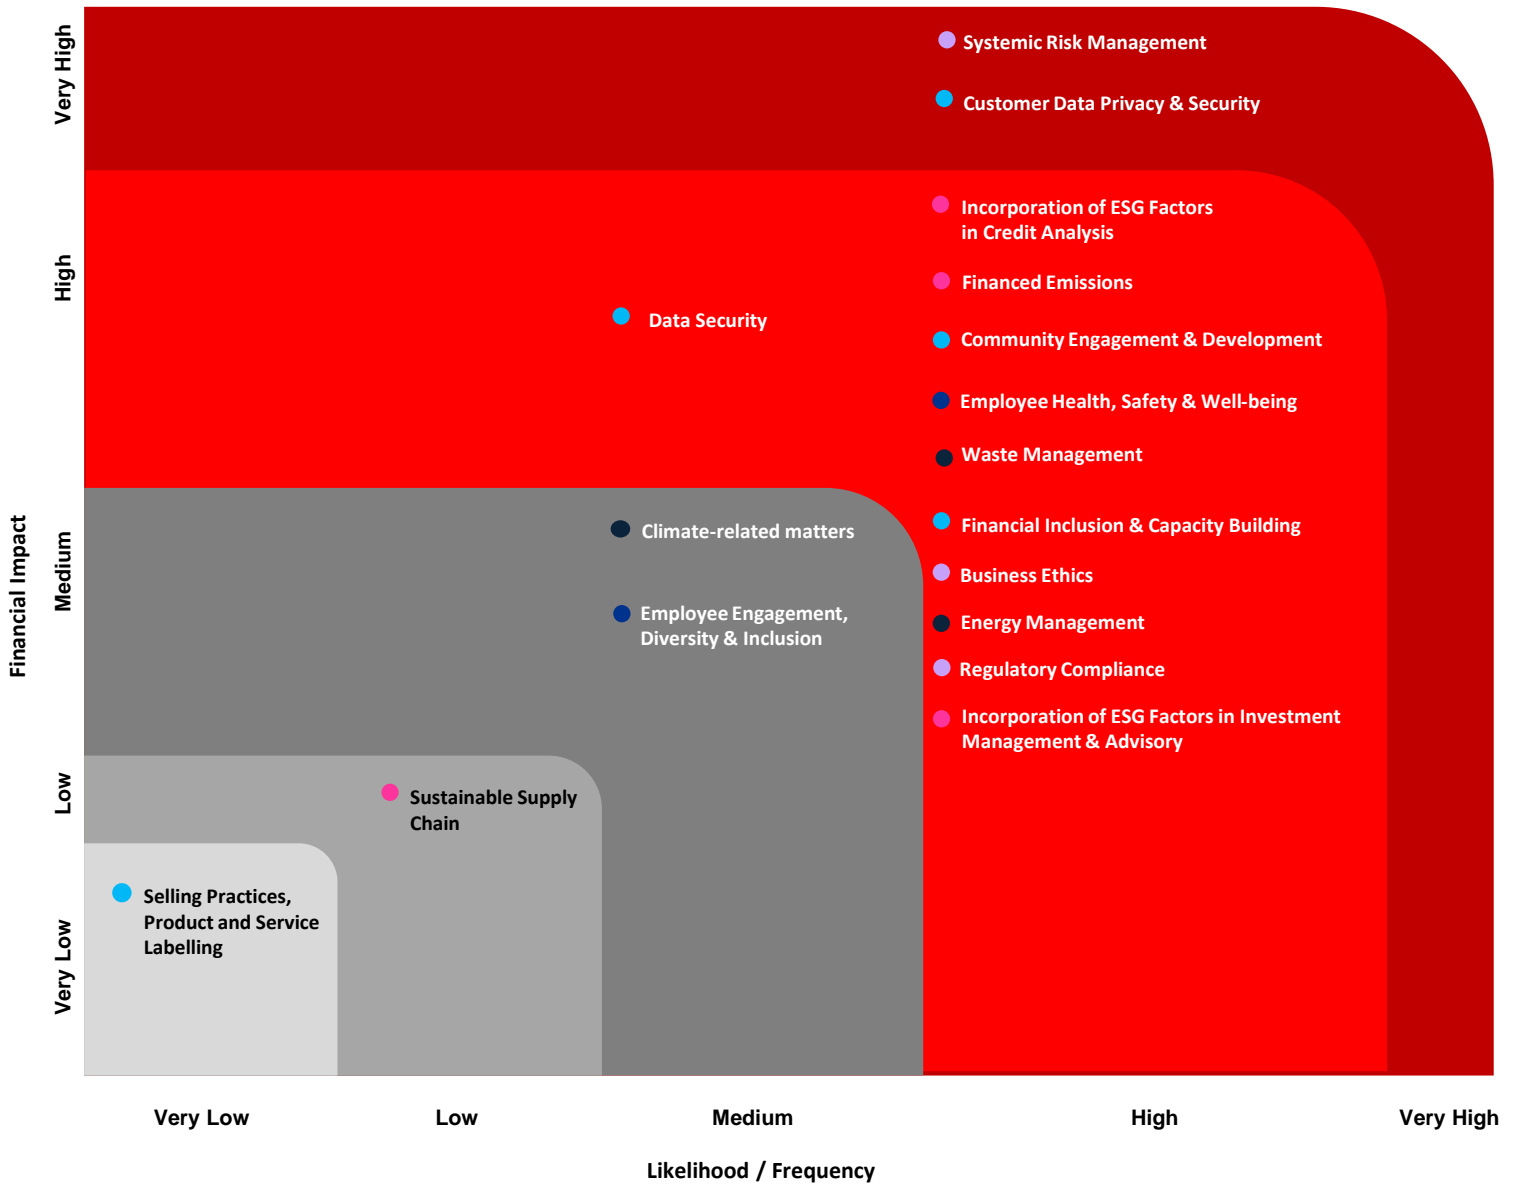 Very High
Systemic Risk Management
Customer Data Privacy & Security
High
Incorporation of ESG Factors
in Credit Analysis
Financed Emissions
Data Security
Community Engagement & Development
Employee Health, Safety & Well-being
Waste Management
Financial Impact
Medium
Climate-related matters
Employee Engagement,
Diversity & Inclusion
Financial Inclusion & Capacity Building
Business Ethics
Energy Management
Regulatory Compliance
Incorporation of ESG Factors in Investment
Management & Advisory
Low
Sustainable Supply
Chain
Very Low
Selling Practices,
Product and Service
Labelling
Very Low
Low
Medium
High
Very High
Likelihood / Frequency